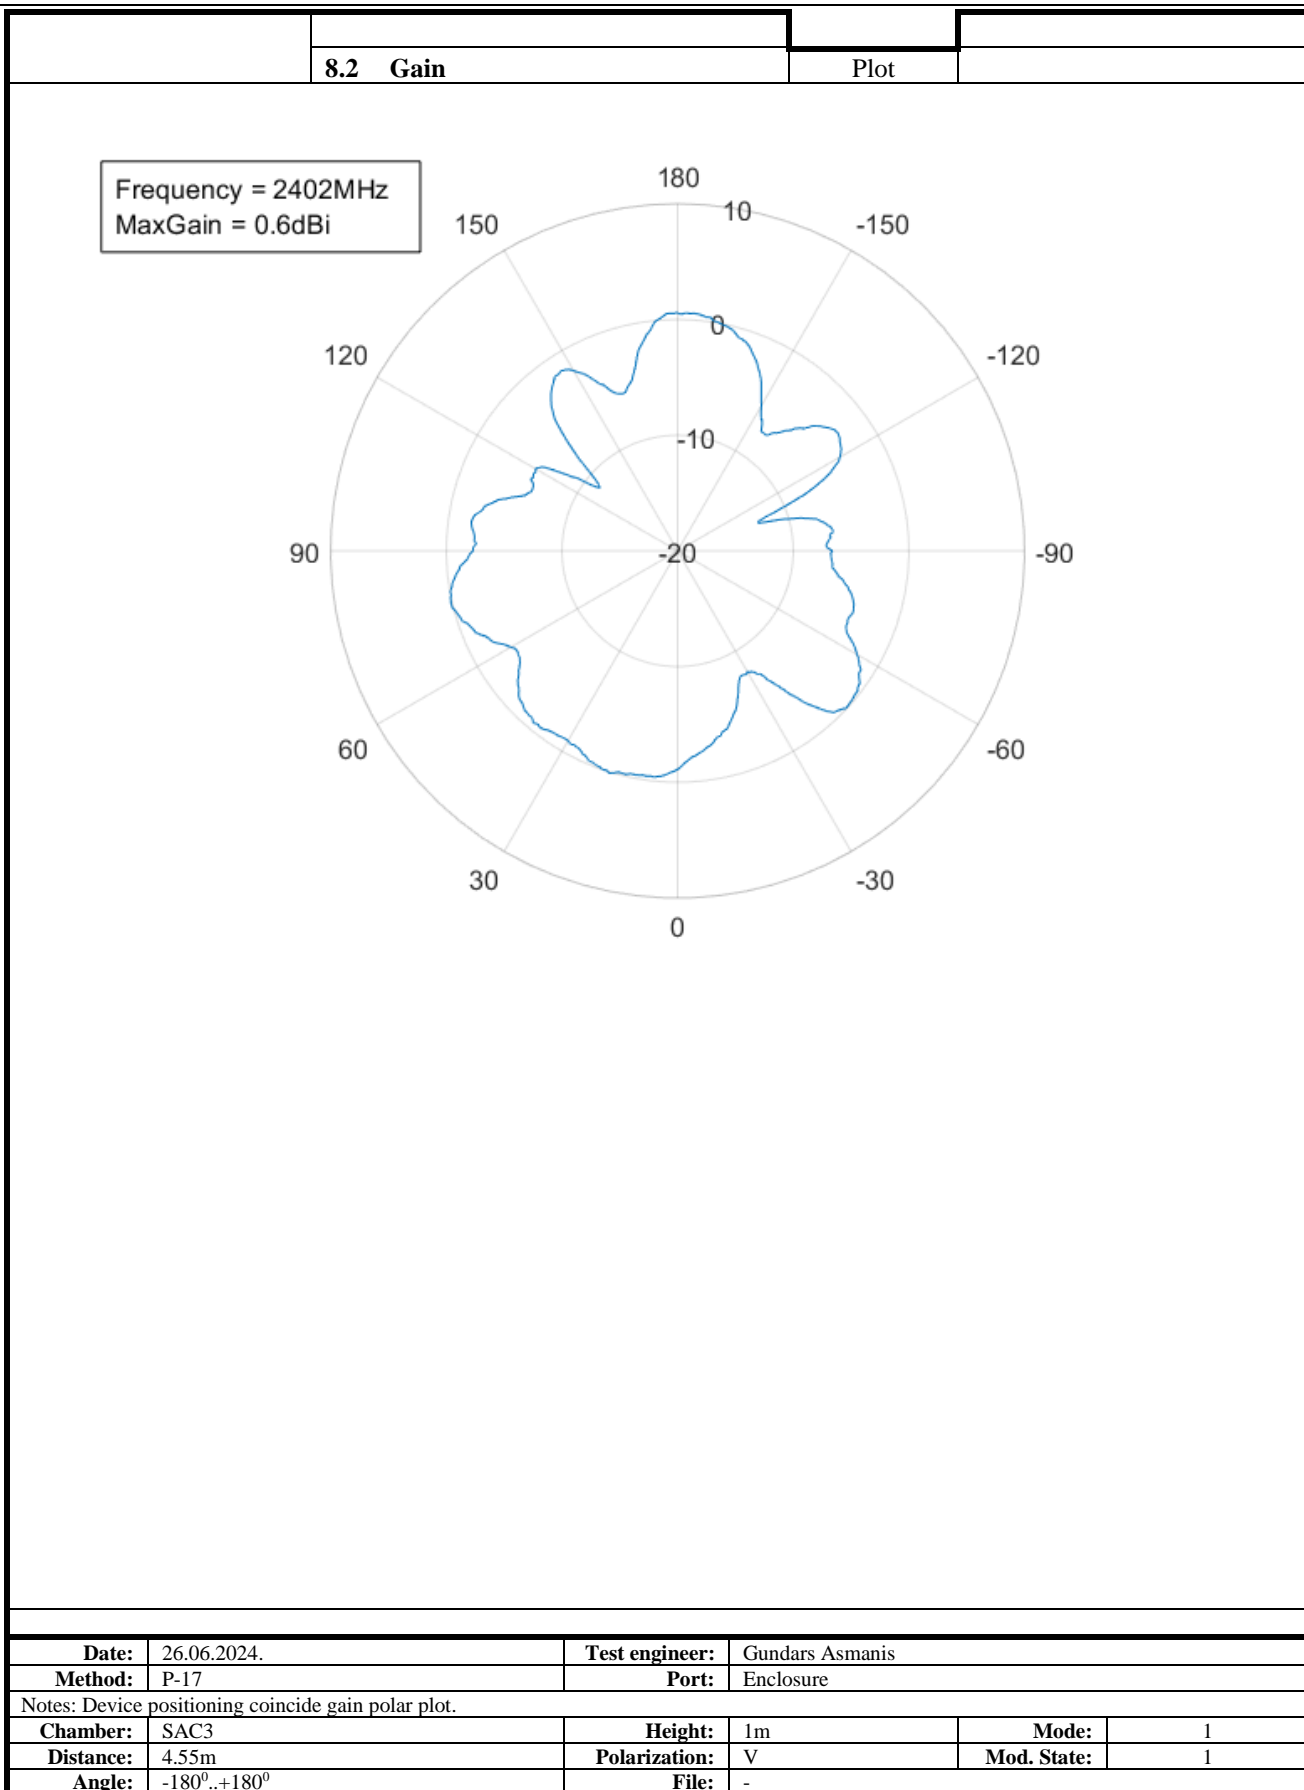 8.2 Gain Plot
Frequency = 2402MHz
MaxGain = 0.6dBi
180
10
150
-150
0
120
-120
-10
90
-20
-90
60
-60
30
-30
0
Date: 26.06.2024. Test engineer: Gundars Asmanis
Method: P-17 Port: Enclosure
Notes: Device positioning coincide gain polar plot.
Chamber: SAC3 Height: 1m Mode: 1
Distance: 4.55m Polarization: V Mod. State: 1
Angle: -180⁰..+180⁰ File: -